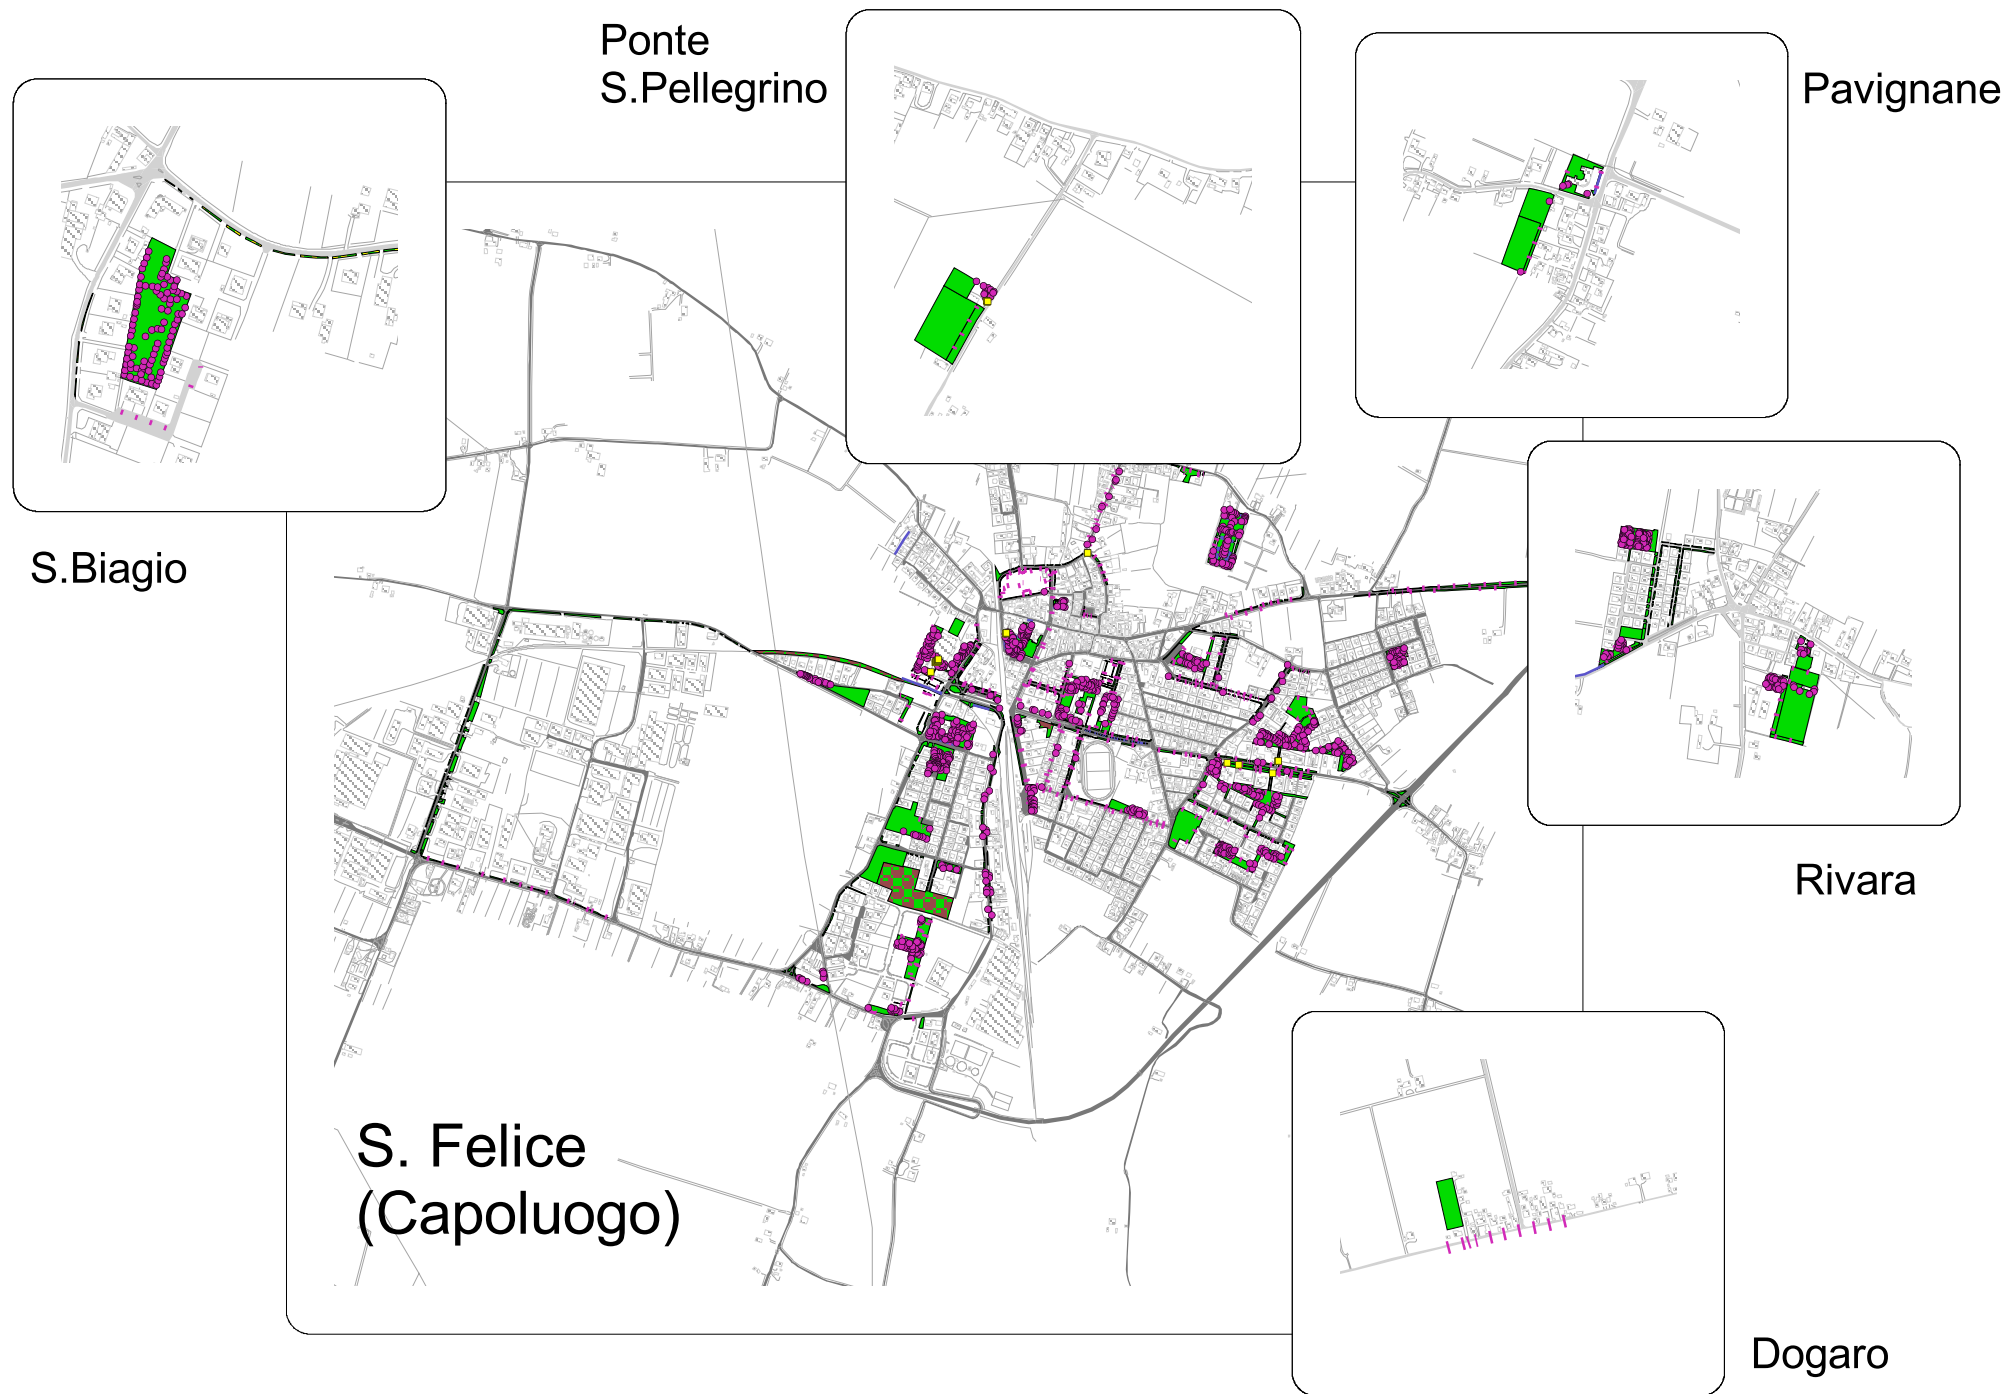 Ponte
S.Pellegrino
Pavignane
S.Biagio
Rivara
S. Felice
(Capoluogo)
Dogaro